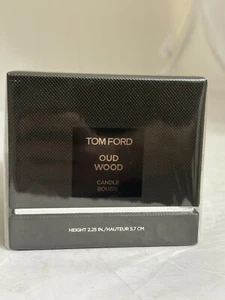 TOM FORD
OUD
WOOD
CANDLE
BOUGIE
HEIGHT 2.25 IN./HAUTEUR 5.7 CM